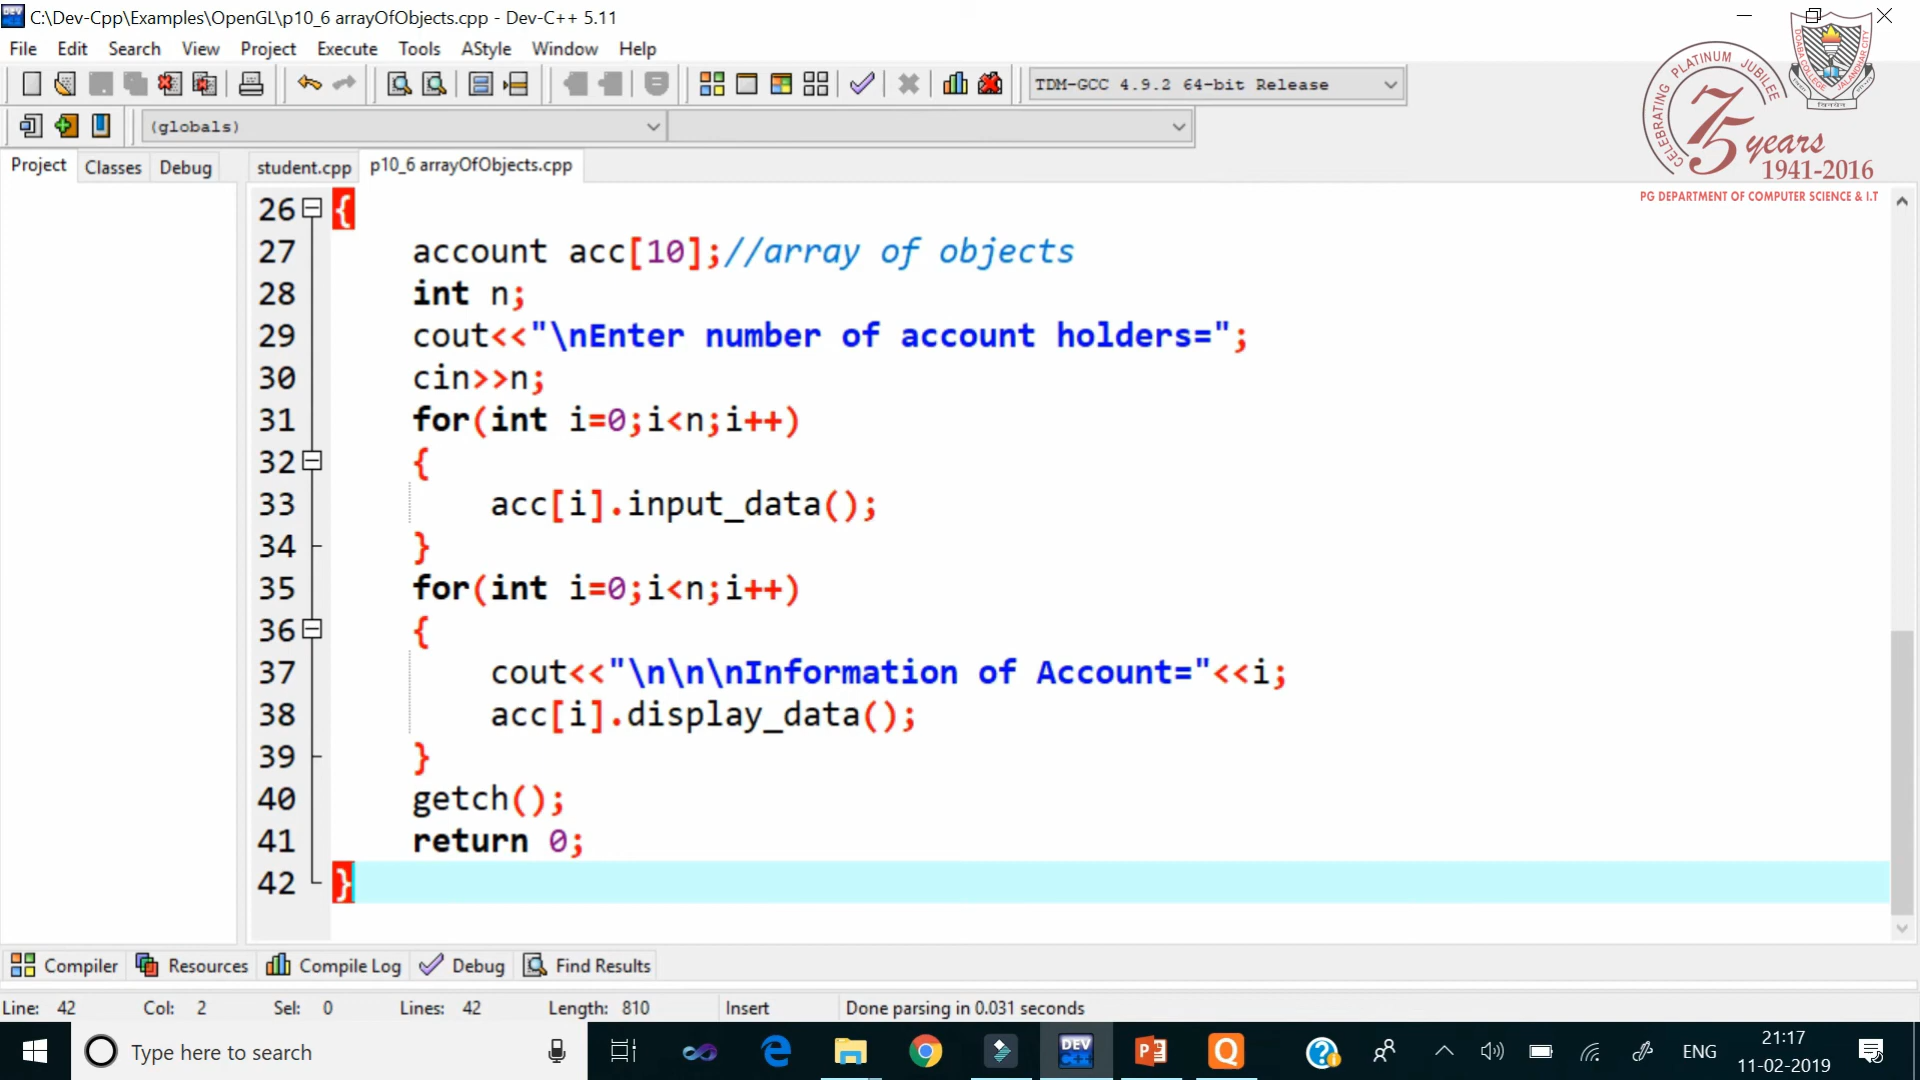 C:\Dev-Cpp\Examples\OpenGL\p10_6 arrayOfObjects.cpp - Dev-C++ 5.11
File Edit Search View Project Execute Tools AStyle Window Help
TDM-GCC 4.9.2 64-bit Release
(globals)
Project Classes Debug
student.cpp p10_6 arrayOfObjects.cpp
CELEBRATING PLATINUM JUBILEE
DOABA COLLEGE JALANDHAR CITY
75 years
1941-2016
PG DEPARTMENT OF COMPUTER SCIENCE & I.T
26 {
27 account acc[10];//array of objects
28 int n;
29 cout<<"\nEnter number of account holders=";
30 cin>>n;
31 for(int i=0;i<n;i++)
32 {
33 acc[i].input_data();
34 }
35 for(int i=0;i<n;i++)
36 {
37 cout<<"\n\n\nInformation of Account="<<i;
38 acc[i].display_data();
39 }
40 getch();
41 return 0;
42 }
Compiler Resources Compile Log Debug Find Results
Line: 42 Col: 2 Sel: 0 Lines: 42 Length: 810 Insert Done parsing in 0.031 seconds
Type here to search
DEV C++
ENG
21:17
11-02-2019